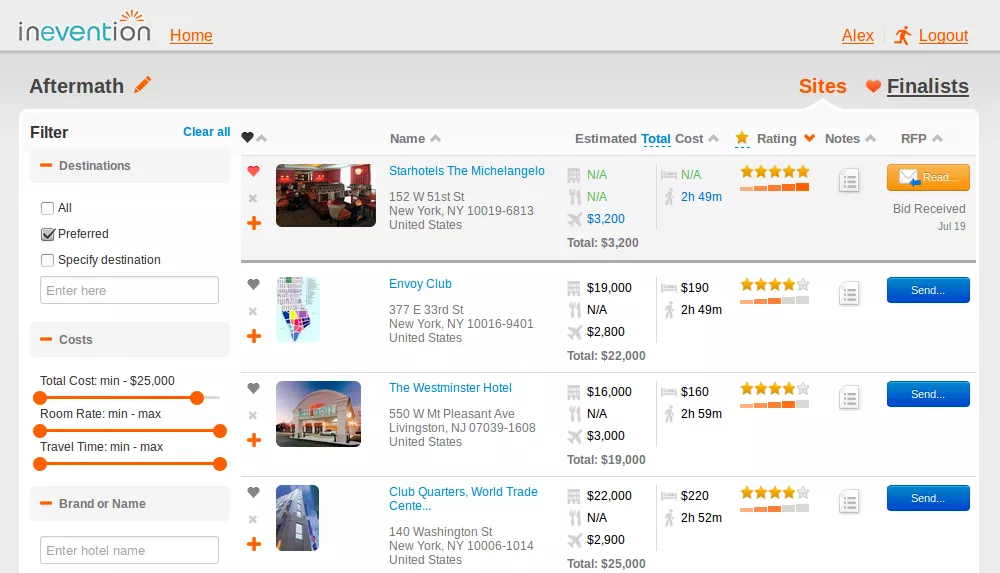 inevention
Home
Alex
Logout
Aftermath
Sites
Finalists
Filter
Clear all
Name
Estimated Total Cost
Rating
Notes
RFP
Destinations
All
Preferred
Specify destination
Enter here
Costs
Total Cost: min - $25,000
Room Rate: min - max
Travel Time: min - max
Brand or Name
Enter hotel name
Starhotels The Michelangelo
152 W 51st St
New York, NY 10019-6813
United States
N/A
N/A
$3,200
Total: $3,200
N/A
2h 49m
Read...
Bid Received
Jul 19
Envoy Club
377 E 33rd St
New York, NY 10016-9401
United States
$19,000
N/A
$2,800
Total: $22,000
$190
2h 49m
Send...
The Westminster Hotel
550 W Mt Pleasant Ave
Livingston, NJ 07039-1608
United States
$16,000
N/A
$3,000
Total: $19,000
$160
2h 59m
Send...
Club Quarters, World Trade
Cente...
140 Washington St
New York, NY 10006-1014
United States
$22,000
N/A
$2,900
Total: $25,000
$220
2h 52m
Send...